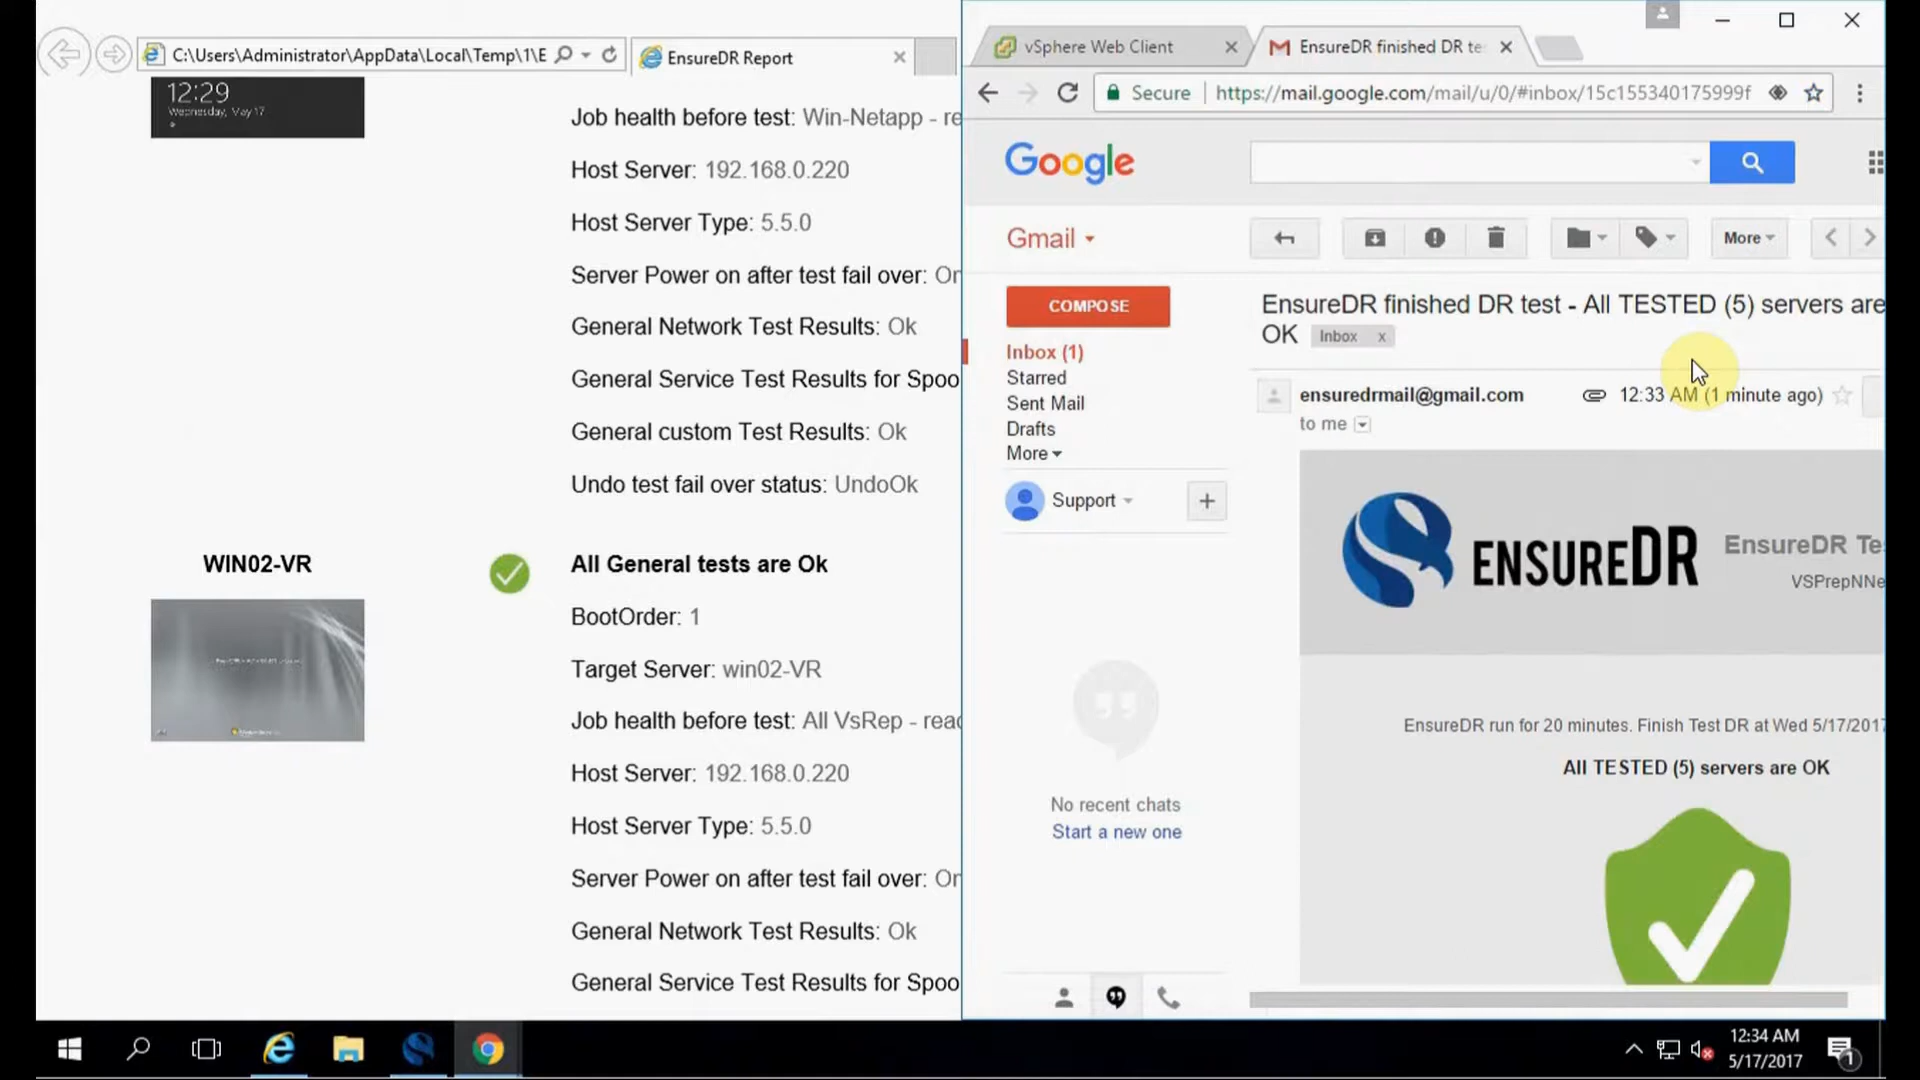 C:\Users\Administrator\AppData\Local\Temp\1\E
EnsureDR Report
12:29
Wednesday, May 17
Job health before test: Win-Netapp - re
Host Server: 192.168.0.220
Host Server Type: 5.5.0
Server Power on after test fail over: Or
General Network Test Results: Ok
General Service Test Results for Spoo
General custom Test Results: Ok
Undo test fail over status: UndoOk
WIN02-VR
All General tests are Ok
BootOrder: 1
Target Server: win02-VR
Job health before test: All VsRep - read
Host Server: 192.168.0.220
Host Server Type: 5.5.0
Server Power on after test fail over: Or
General Network Test Results: Ok
General Service Test Results for Spoo
vSphere Web Client
EnsureDR finished DR te
Secure
https://mail.google.com/mail/u/0/#inbox/15c155340175999f
Google
Gmail
More
COMPOSE
Inbox (1)
Starred
Sent Mail
Drafts
More
Support
No recent chats
Start a new one
EnsureDR finished DR test - All TESTED (5) servers are
OK
Inbox x
ensuredrmail@gmail.com
12:33 AM (1 minute ago)
to me
ENSUREDR
EnsureDR Te
VSPrepNNe
EnsureDR run for 20 minutes. Finish Test DR at Wed 5/17/2017
All TESTED (5) servers are OK
12:34 AM
5/17/2017
1